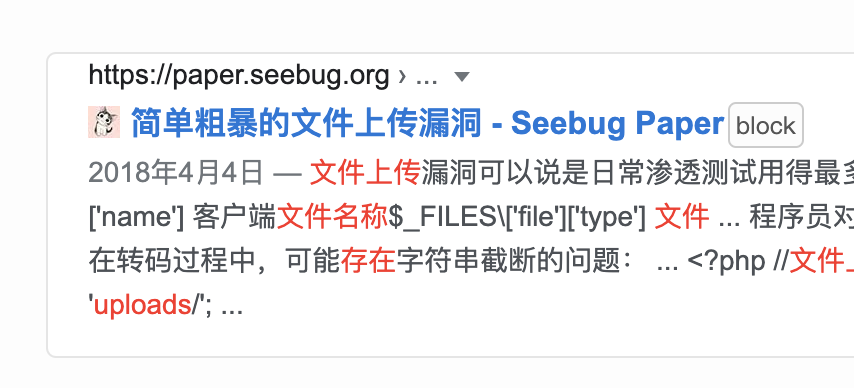 https://paper.seebug.org › ...
简单粗暴的文件上传漏洞 - Seebug Paper block
2018年4月4日 — 文件上传漏洞可以说是日常渗透测试用得最多
['name'] 客户端文件名称$_FILES\['file']['type'] 文件 ... 程序员对
在转码过程中，可能存在字符串截断的问题： ... <?php //文件上
'uploads/'; ...